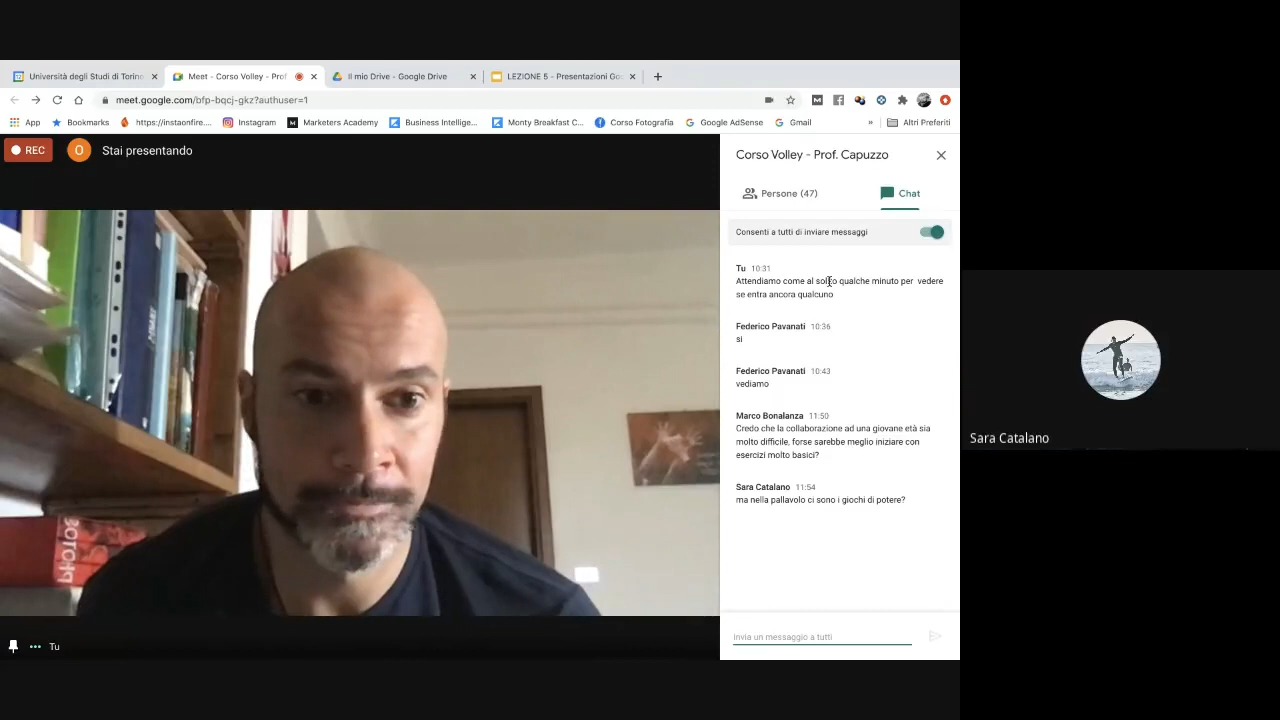 Università degli Studi di Torino
Meet - Corso Volley - Prof.
Il mio Drive - Google Drive
LEZIONE 5 - Presentazioni Go
meet.google.com/bfp-bqcj-gkz?authuser=1
App
Bookmarks
https://instaonfire....
Instagram
Marketers Academy
Business Intellige...
Monty Breakfast C...
Corso Fotografia
Google AdSense
Gmail
»
Altri Preferiti
REC
O
Stai presentando
Corso Volley - Prof. Capuzzo
Persone (47)
Chat
Consenti a tutti di inviare messaggi
Tu 10:31
Attendiamo come al solito qualche minuto per vedere
se entra ancora qualcuno
Federico Pavanati 10:36
si
Federico Pavanati 10:43
vediamo
Marco Bonalanza 11:50
Credo che la collaborazione ad una giovane età sia
molto difficile, forse sarebbe meglio iniziare con
esercizi molto basici?
Sara Catalano 11:54
ma nella pallavolo ci sono i giochi di potere?
Invia un messaggio a tutti
Tu
Sara Catalano